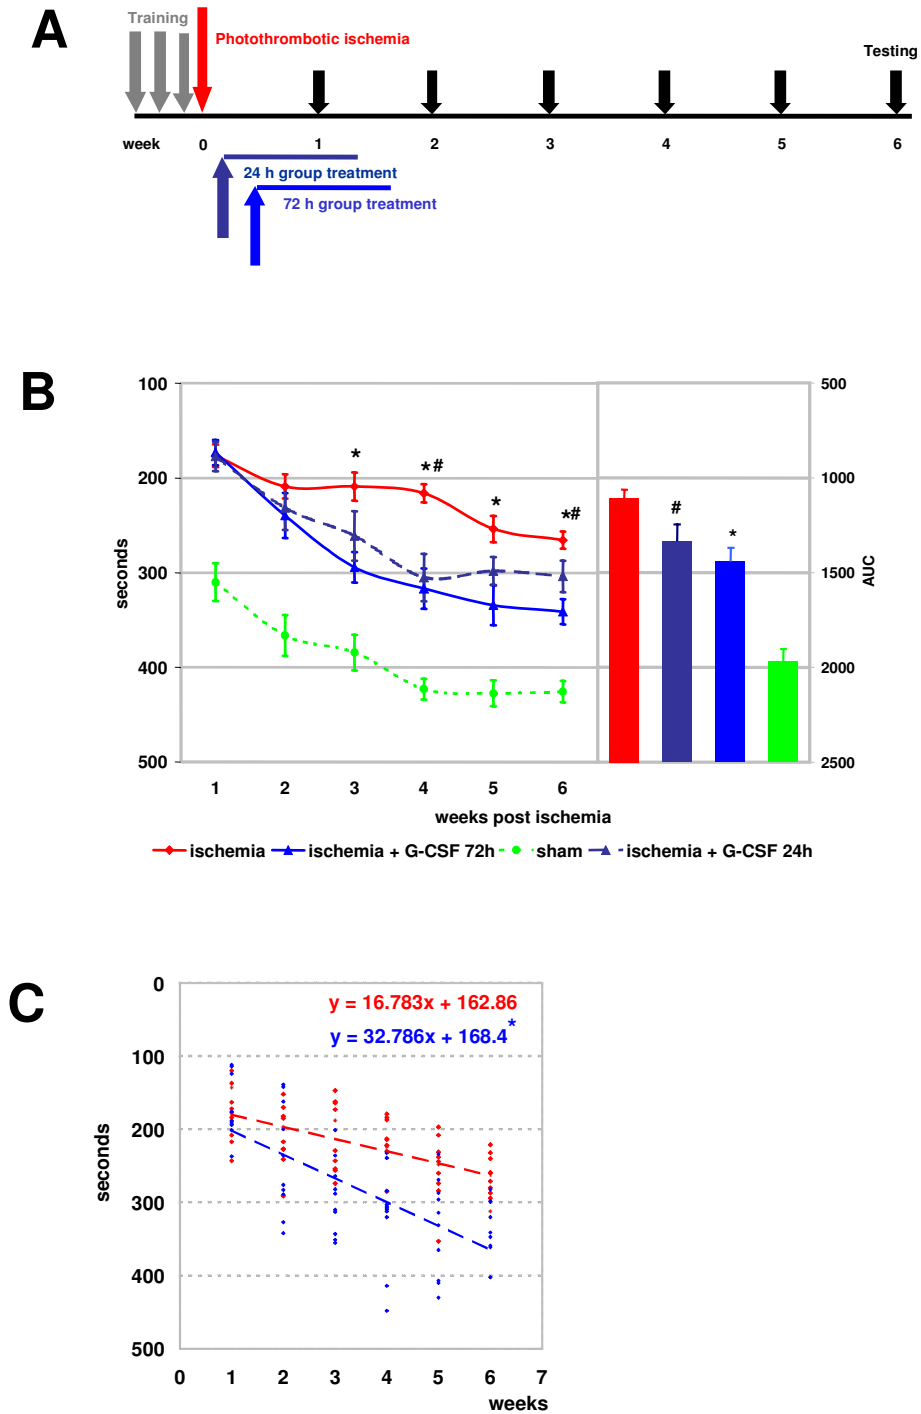 A
Training
Photothrombotic ischemia
Testing
week 0 1 2 3 4 5 6
24 h group treatment
72 h group treatment
B
100 500
200 1000
300 1500
400 2000
500 2500
seconds
AUC
* *# * *#
# *
1 2 3 4 5 6
weeks post ischemia
ischemia ischemia + G-CSF 72h sham ischemia + G-CSF 24h
C
y = 16.783x + 162.86
y = 32.786x + 168.4*
0
100
200
300
400
500
seconds
0 1 2 3 4 5 6 7
weeks